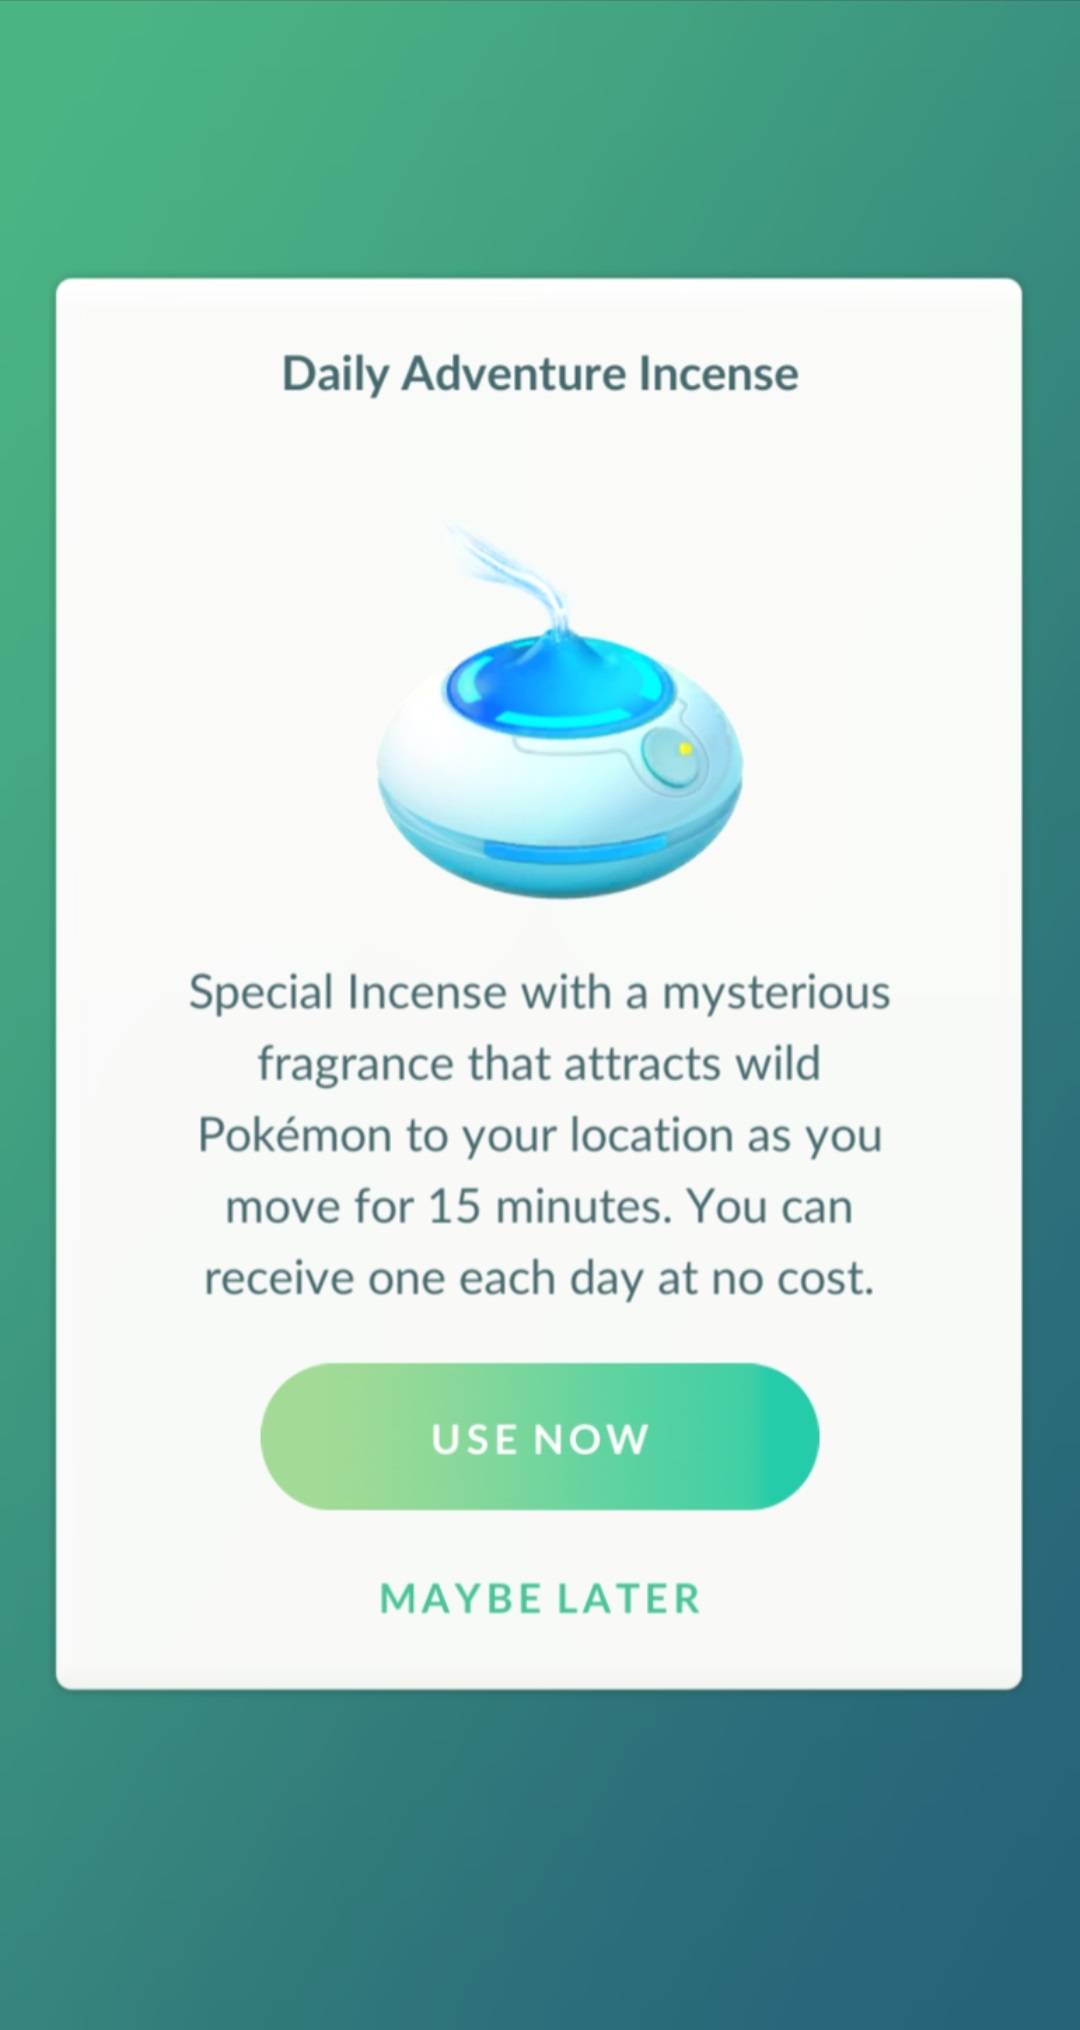 Daily Adventure Incense
Special Incense with a mysterious
fragrance that attracts wild
Pokémon to your location as you
move for 15 minutes. You can
receive one each day at no cost.
USE NOW
MAYBE LATER